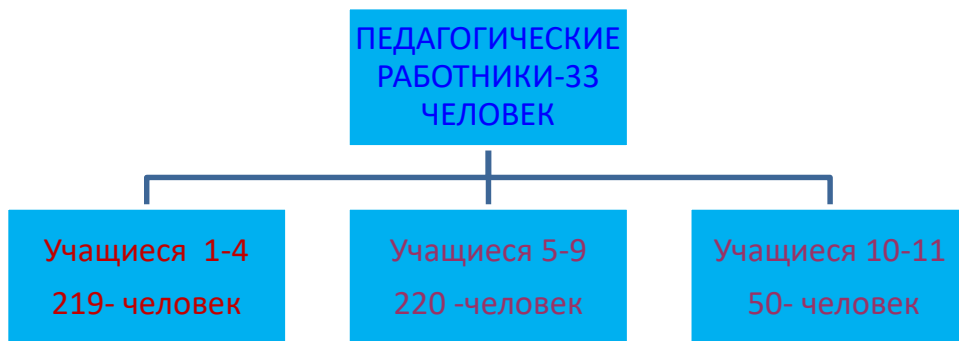 ПЕДАГОГИЧЕСКИЕ
РАБОТНИКИ-33
ЧЕЛОВЕК
Учащиеся 1-4
219- человек
Учащиеся 5-9
220 -человек
Учащиеся 10-11
50- человек